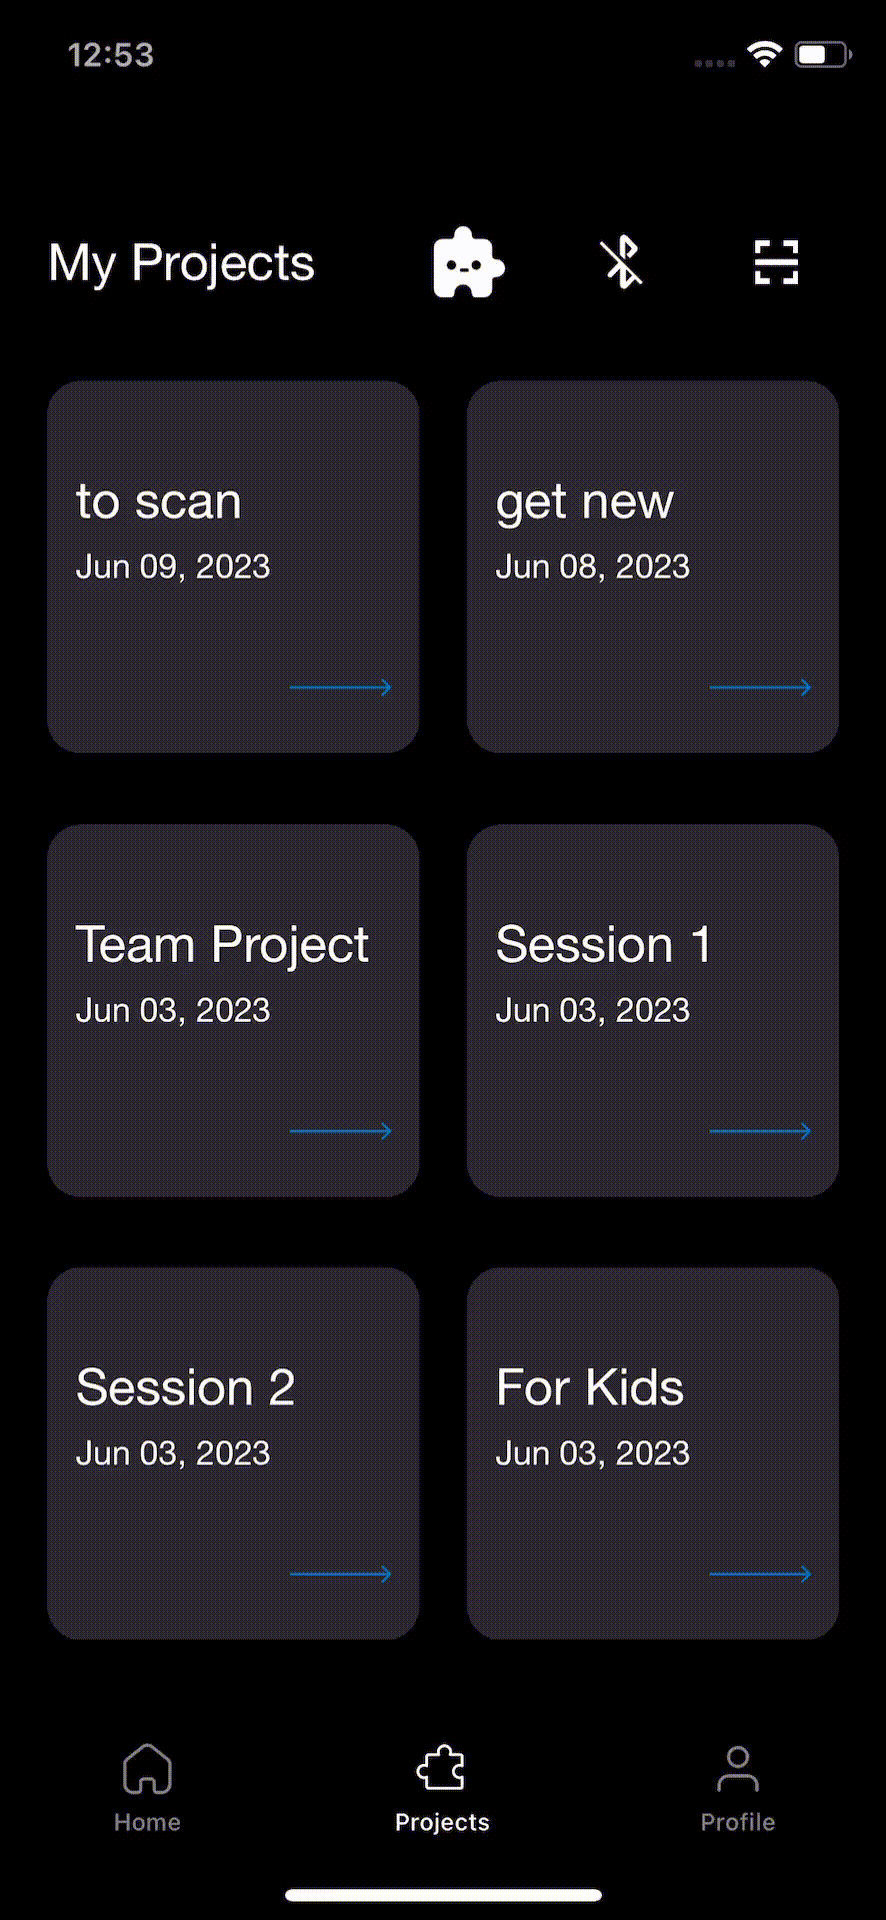 12:53
My Projects
to scan
Jun 09, 2023
get new
Jun 08, 2023
Team Project
Jun 03, 2023
Session 1
Jun 03, 2023
Session 2
Jun 03, 2023
For Kids
Jun 03, 2023
Home
Projects
Profile